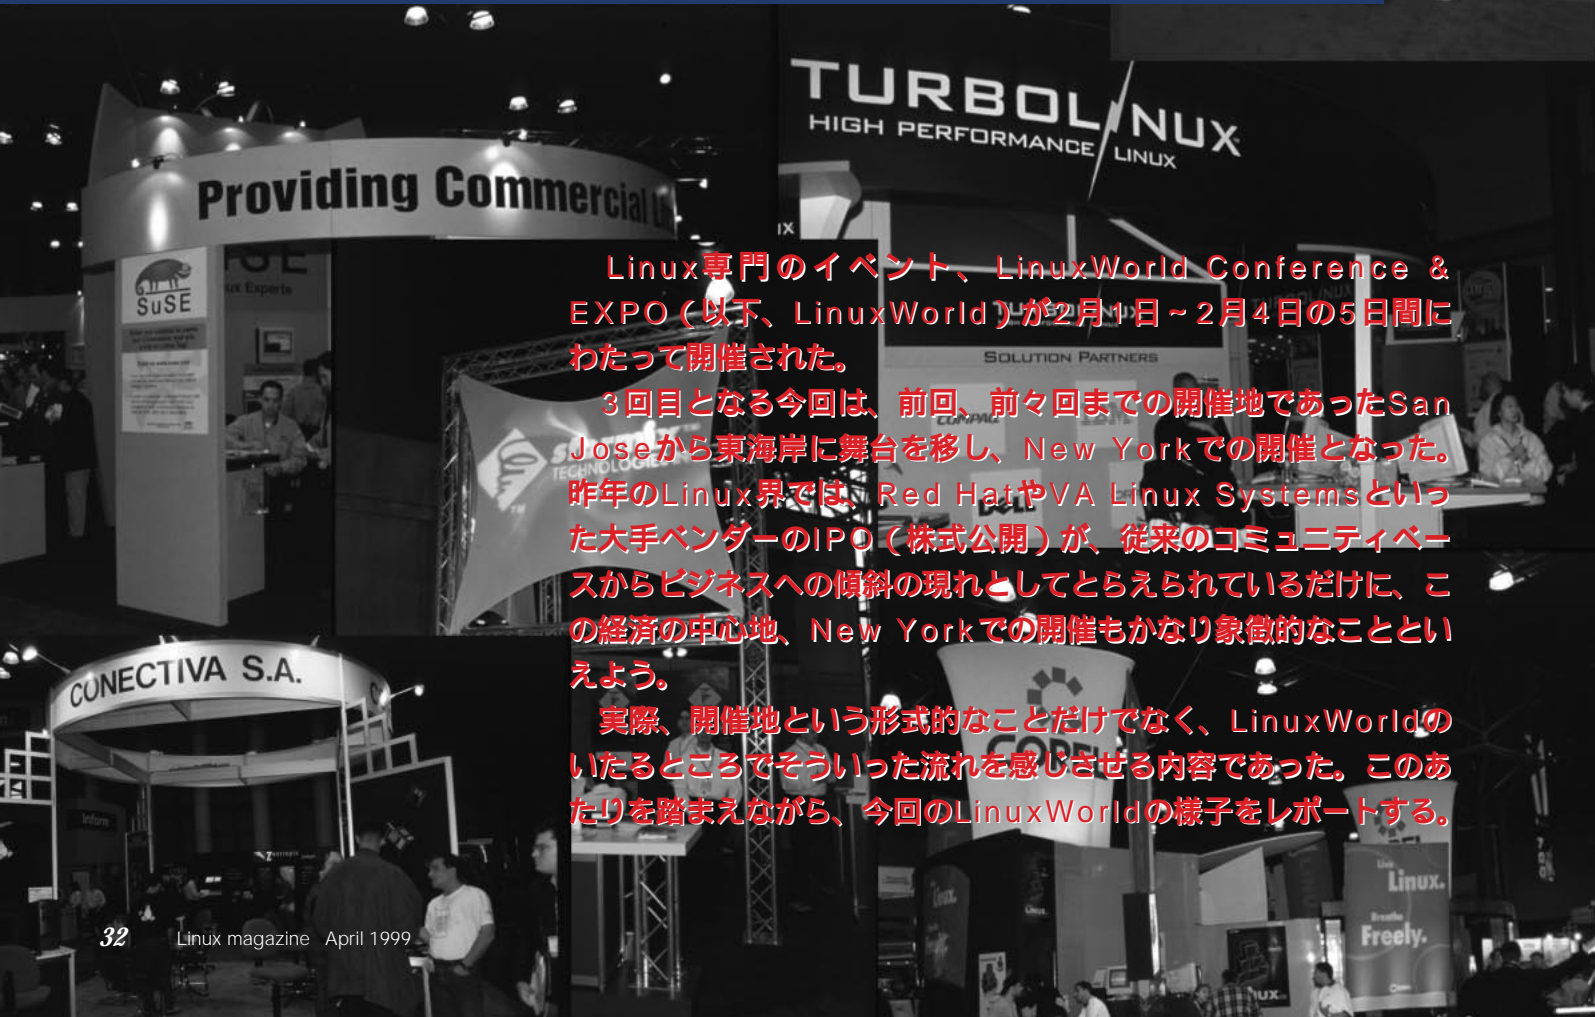 TURBOLINUX
HIGH PERFORMANCE LINUX
Providing Commercial
SuSE
ux Experts
TURBOLINUX
SOLUTION PARTNERS
COMPAQ
IBM
DELL
TECHNOLOGIES
Linux専門のイベント、LinuxWorld Conference &
EXPO（以下、LinuxWorld）が2月1日~2月4日の5日間に
わたって開催された。
3回目となる今回は、前回、前々回までの開催地であったSan
Joseから東海岸に舞台を移し、New Yorkでの開催となった。
昨年のLinux界では、Red HatやVA Linux Systemsといっ
た大手ベンダーのIPO（株式公開）が、従来のコミュニティベー
スからビジネスへの傾斜の現れとしてとらえられているだけに、こ
の経済の中心地、New Yorkでの開催もかなり象徴的なこととい
えよう。
実際、開催地という形式的なことだけでなく、LinuxWorldの
いたるところでそういった流れを感じさせる内容であった。このあ
たりを踏まえながら、今回のLinuxWorldの様子をレポートする。
CONECTIVA S.A.
Inform
COREL
Linux.
Linux.
Live
Linux.
Breathe
Freely.
32 Linux magazine April 1999